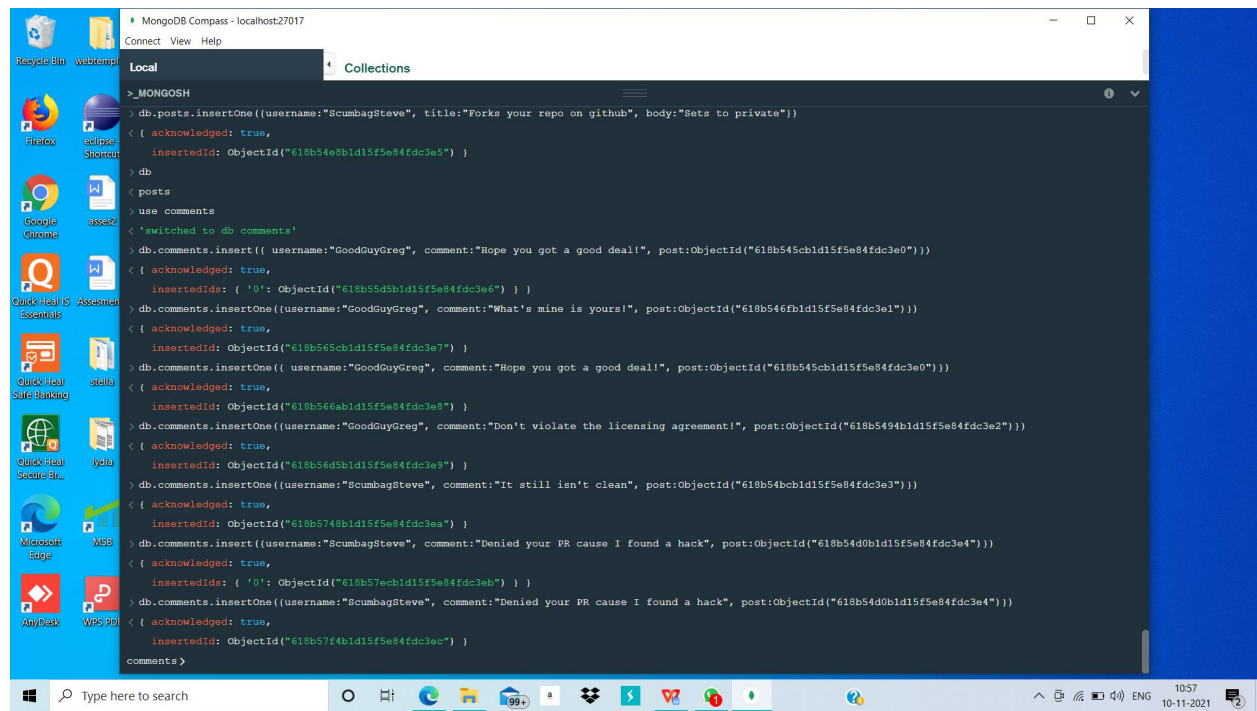 MongoDB Compass - localhost:27017
Connect View Help
Local
Collections
>_MONGOSH
> db.posts.insertOne({username:"ScumbagSteve", title:"Forks your repo on github", body:"Sets to private"})
< { acknowledged: true,
insertedId: ObjectId("618b54e8b1d15f5e84fdc3e5") }
> db
< posts
> use comments
< 'switched to db comments'
> db.comments.insert({ username:"GoodGuyGreg", comment:"Hope you got a good deal!", post:ObjectId("618b545cb1d15f5e84fdc3e0")})
< { acknowledged: true,
insertedIds: { '0': ObjectId("618b55d5b1d15f5e84fdc3e6") } }
> db.comments.insertOne({username:"GoodGuyGreg", comment:"What's mine is yours!", post:ObjectId("618b546fb1d15f5e84fdc3e1")})
< { acknowledged: true,
insertedId: ObjectId("618b565cb1d15f5e84fdc3e7") }
> db.comments.insertOne({ username:"GoodGuyGreg", comment:"Hope you got a good deal!", post:ObjectId("618b545cb1d15f5e84fdc3e0")})
< { acknowledged: true,
insertedId: ObjectId("618b566ab1d15f5e84fdc3e8") }
> db.comments.insertOne({username:"GoodGuyGreg", comment:"Don't violate the licensing agreement!", post:ObjectId("618b5494b1d15f5e84fdc3e2")})
< { acknowledged: true,
insertedId: ObjectId("618b56d5b1d15f5e84fdc3e9") }
> db.comments.insertOne({username:"ScumbagSteve", comment:"It still isn't clean", post:ObjectId("618b54bcb1d15f5e84fdc3e3")})
< { acknowledged: true,
insertedId: ObjectId("618b5748b1d15f5e84fdc3ea") }
> db.comments.insert({username:"ScumbagSteve", comment:"Denied your PR cause I found a hack", post:ObjectId("618b54d0b1d15f5e84fdc3e4")})
< { acknowledged: true,
insertedIds: { '0': ObjectId("618b57ecb1d15f5e84fdc3eb") } }
> db.comments.insertOne({username:"ScumbagSteve", comment:"Denied your PR cause I found a hack", post:ObjectId("618b54d0b1d15f5e84fdc3e4")})
< { acknowledged: true,
insertedId: ObjectId("618b57f4b1d15f5e84fdc3ec") }
comments >
Recycle Bin
webtempl
Firefox
eclipse -
Shortcut
Google
Chrome
asses2
Quick Heal IS
Essentials
Assesmen
Quick Heal
Safe Banking
stella
Quick Heal
Secure Br...
lydia
Microsoft
Edge
MSB
AnyDesk
WPS PDF
Type here to search
99+
a
ENG
10:57
10-11-2021
2